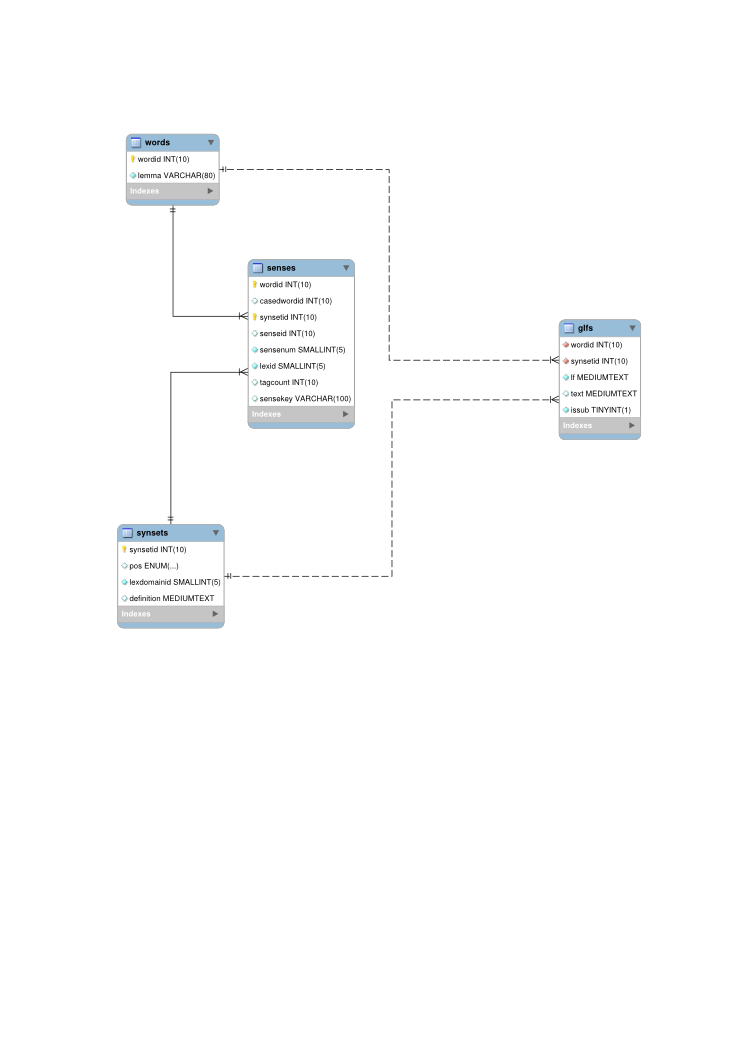 words
wordid INT(10)
lemma VARCHAR(80)
Indexes
senses
wordid INT(10)
casedwordid INT(10)
synsetid INT(10)
senseid INT(10)
sensenum SMALLINT(5)
lexid SMALLINT(5)
tagcount INT(10)
sensekey VARCHAR(100)
Indexes
glfs
wordid INT(10)
synsetid INT(10)
lf MEDIUMTEXT
text MEDIUMTEXT
issub TINYINT(1)
Indexes
synsets
synsetid INT(10)
pos ENUM(...)
lexdomainid SMALLINT(5)
definition MEDIUMTEXT
Indexes